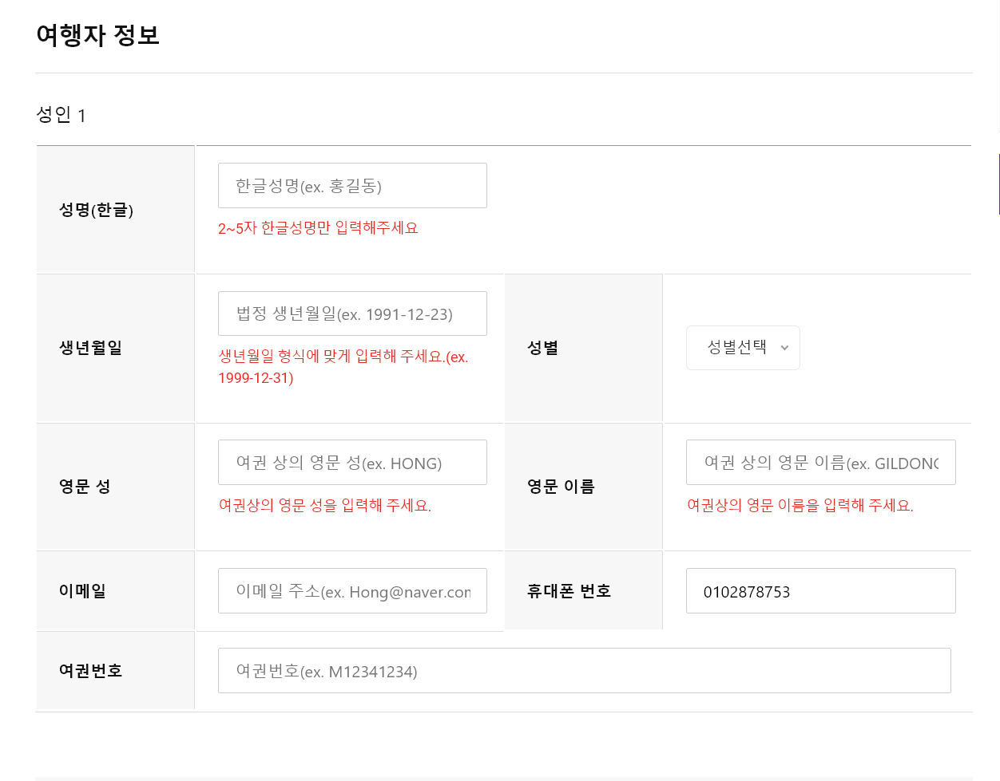 여행자 정보
성인 1
성명(한글)
한글성명(ex. 홍길동)
2~5자 한글성명만 입력해주세요
생년월일
법정 생년월일(ex. 1991-12-23)
생년월일 형식에 맞게 입력해 주세요.(ex.
1999-12-31)
성별
성별선택
영문 성
여권 상의 영문 성(ex. HONG)
여권상의 영문 성을 입력해 주세요.
영문 이름
여권 상의 영문 이름(ex. GILDONG
여권상의 영문 이름을 입력해 주세요.
이메일
이메일 주소(ex. Hong@naver.com
휴대폰 번호
0102878753
여권번호
여권번호(ex. M12341234)